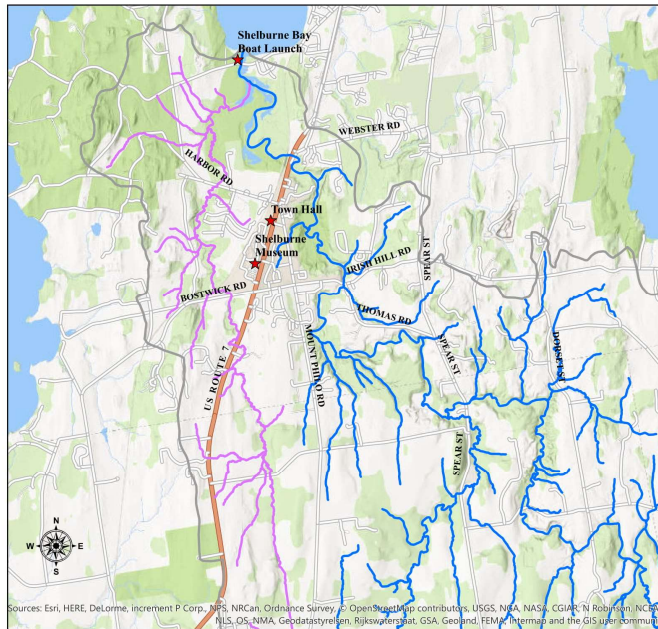 Shelburne Bay
Boat Launch
WEBSTER RD
HARBOR RD
Town Hall
Shelburne
Museum
SPEAR ST
IRISH HILL RD
BOSTWICK RD
THOMAS RD
MOUNT PHILO RD
SPEAR ST
DORSET ST
US ROUTE 7
SPEAR ST
N
W
E
S
Sources: Esri, HERE, DeLorme, increment P Corp., NPS, NRCan, Ordnance Survey, © OpenStreetMap contributors, USGS, NGA, NASA, CGIAR, N Robinson, NCEA
NLS, OS, NMA, Geodatastyrelsen, Rijkswaterstaat, GSA, Geoland, FEMA, Intermap and the GIS user commun